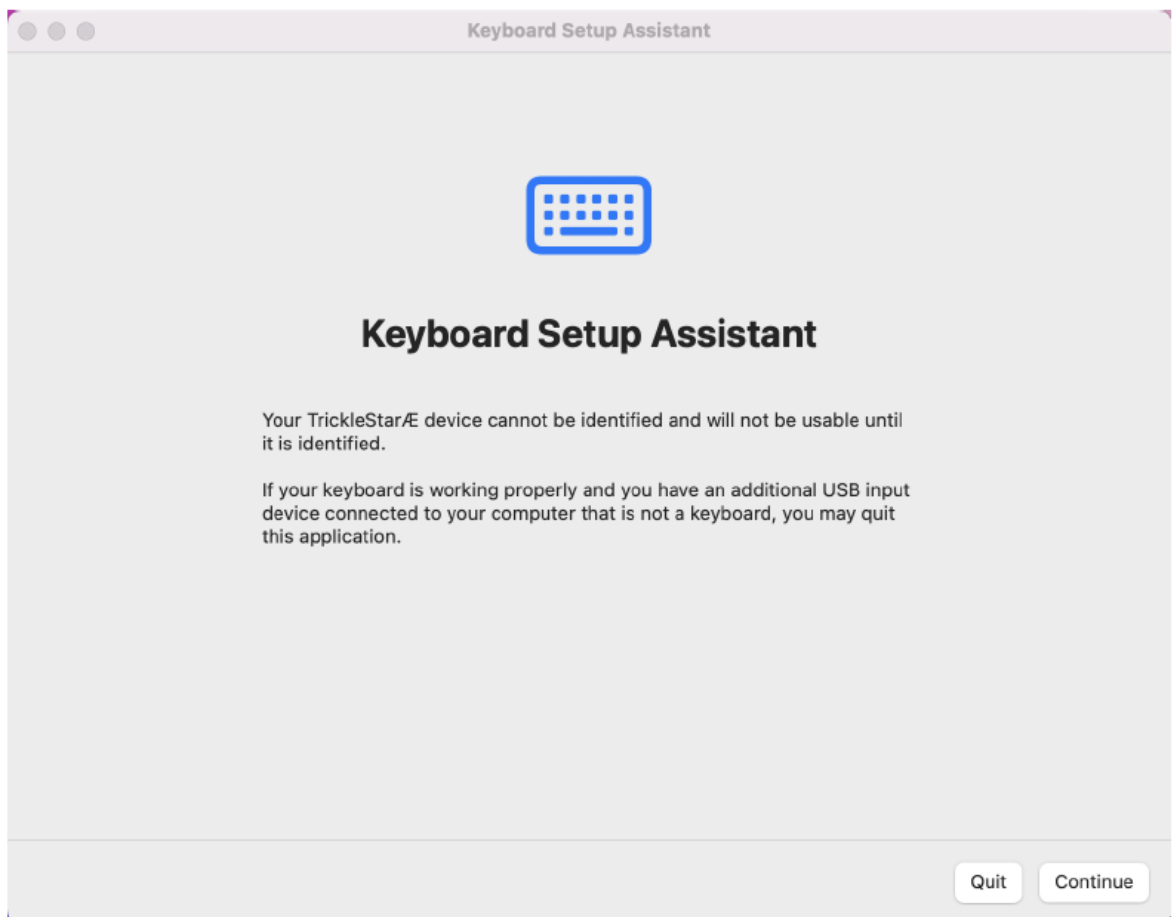 Keyboard Setup Assistant
Keyboard Setup Assistant
Your TrickleStarÆ device cannot be identified and will not be usable until
it is identified.
If your keyboard is working properly and you have an additional USB input
device connected to your computer that is not a keyboard, you may quit
this application.
Quit
Continue